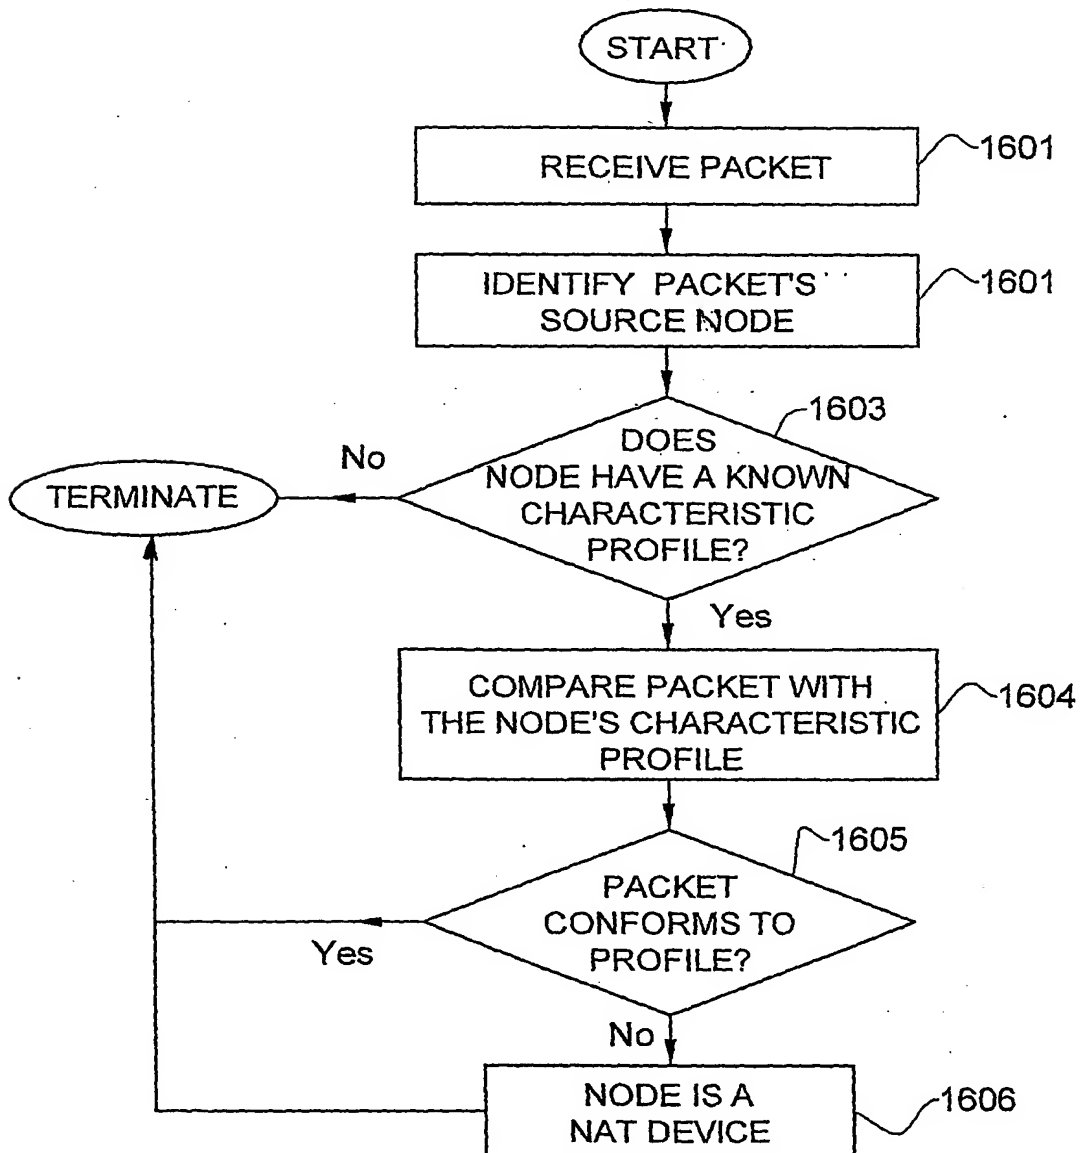 START
RECEIVE PACKET
1601
IDENTIFY PACKET'S
SOURCE NODE
1601
1603
DOES
NODE HAVE A KNOWN
CHARACTERISTIC
PROFILE?
No
TERMINATE
Yes
COMPARE PACKET WITH
THE NODE'S CHARACTERISTIC
PROFILE
1604
1605
PACKET
CONFORMS TO
PROFILE?
Yes
No
NODE IS A
NAT DEVICE
1606